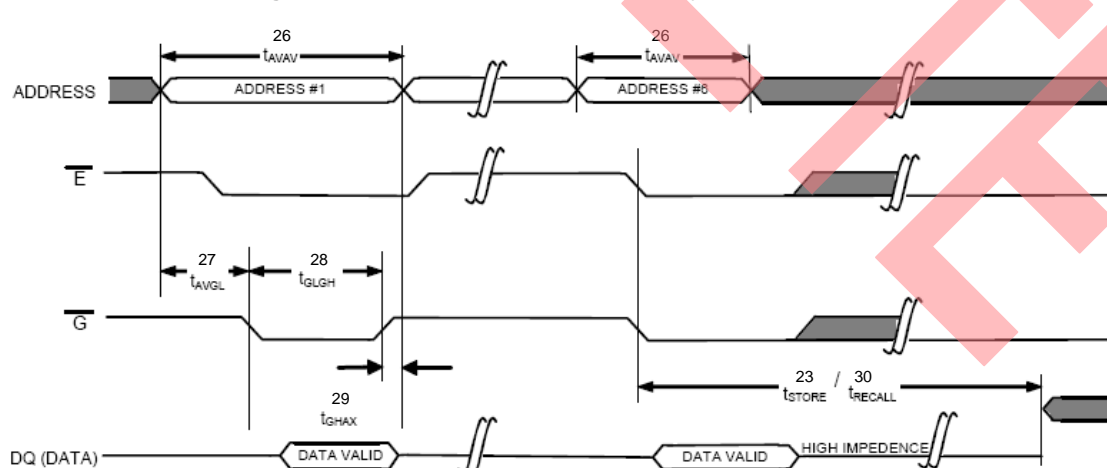 26
tAVAV
26
tAVAV
ADDRESS
ADDRESS #1
ADDRESS #6
E
27
tAVGL
28
tGLGH
G
23 / 30
tSTORE tRECALL
29
tGHAX
DQ (DATA)
DATA VALID
DATA VALID
HIGH IMPEDENCE